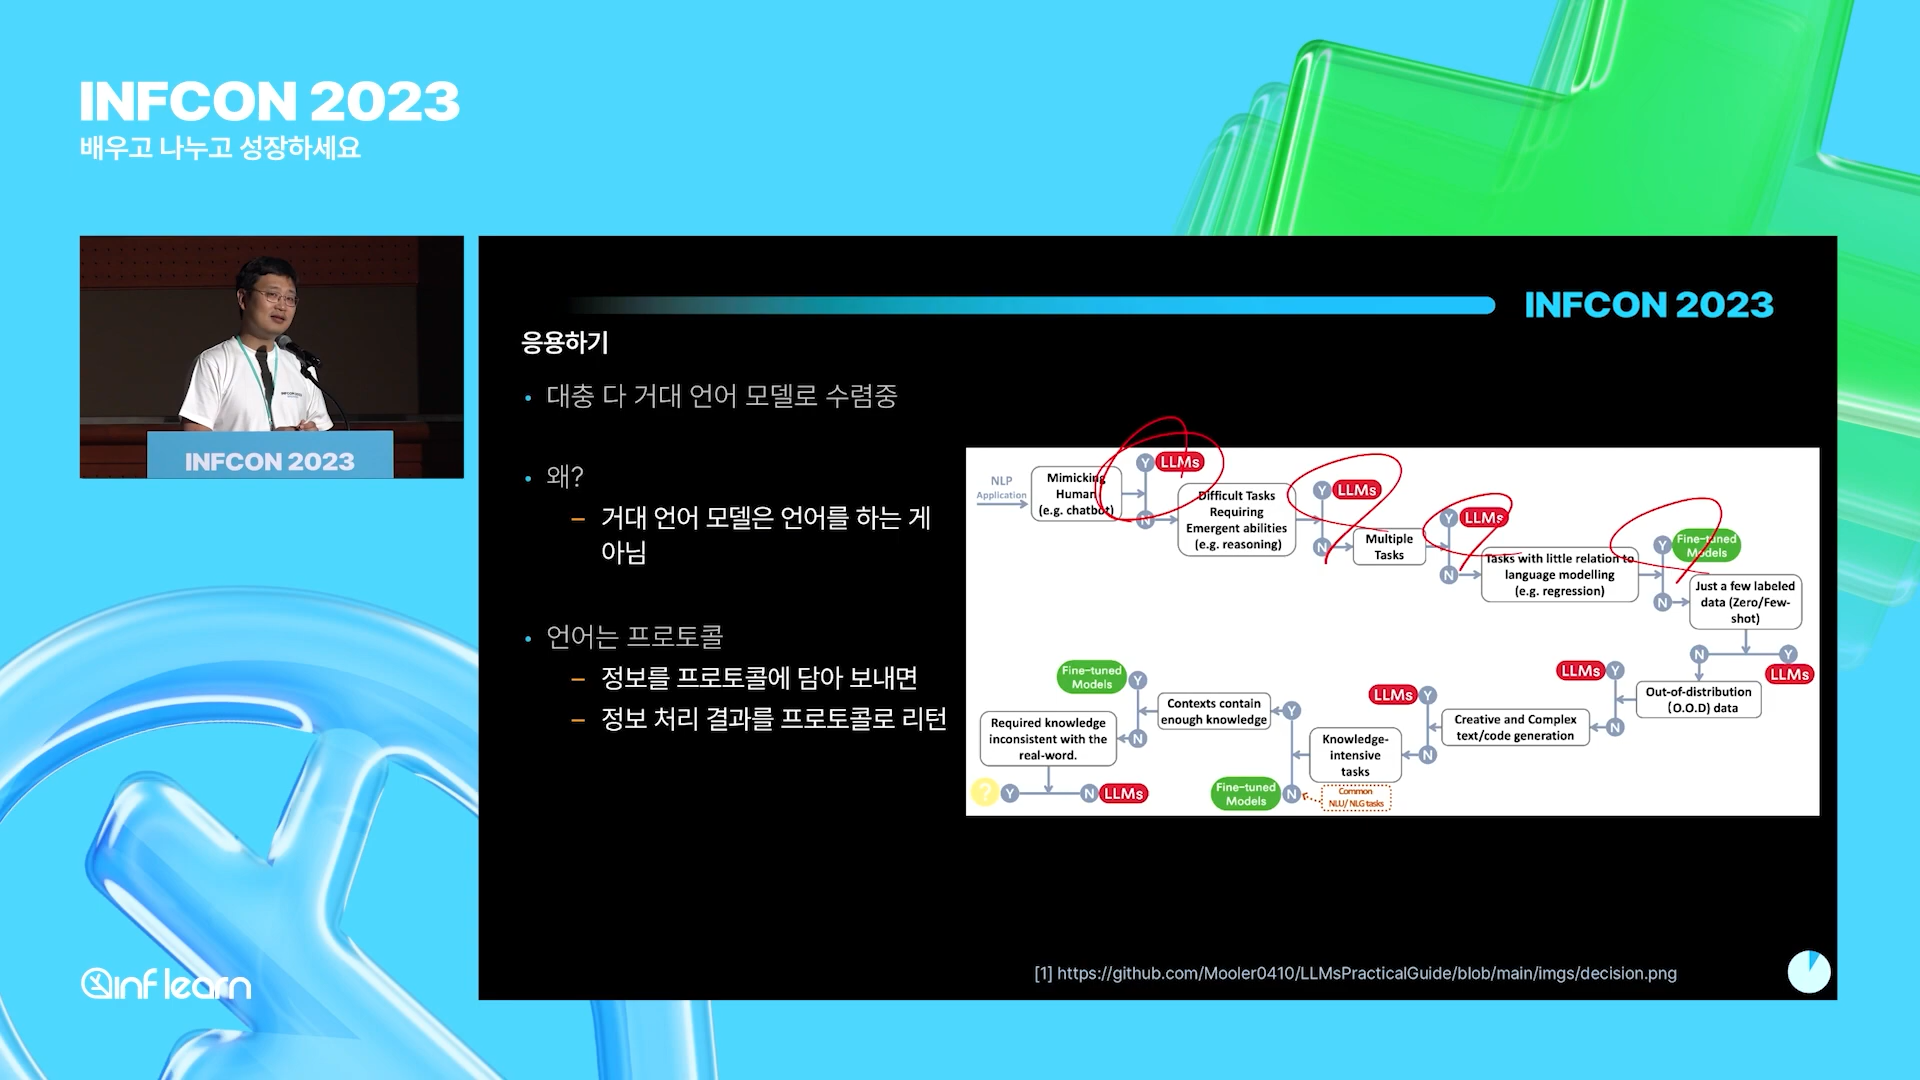 INFCON 2023
배우고 나누고 성장하세요
INFCON 2023
INFCON 2023
응용하기
• 대충 다 거대 언어 모델로 수렴중
• 왜?
– 거대 언어 모델은 언어를 하는 게
아님
• 언어는 프로토콜
– 정보를 프로토콜에 담아 보내면
– 정보 처리 결과를 프로토콜로 리턴
NLP
Application
Mimicking
Human
(e.g. chatbot)
Y
LLMs
N
Difficult Tasks
Requiring
Emergent abilities
(e.g. reasoning)
Y
LLMs
N
Multiple
Tasks
Y
LLMs
N
Tasks with little relation to
language modelling
(e.g. regression)
Y
Fine-tuned
Models
N
Just a few labeled
data (Zero/Few-
shot)
N
Y
LLMs
Out-of-distribution
(O.O.D) data
LLMs
Y
N
Creative and Complex
text/code generation
LLMs
Y
N
Knowledge-
intensive
tasks
Y
N
Fine-tuned
Models
Common
NLU/ NLG tasks
Contexts contain
enough knowledge
Fine-tuned
Models
Y
N
Required knowledge
inconsistent with the
real-word.
?
Y
N
LLMs
[1] https://github.com/Mooler0410/LLMsPracticalGuide/blob/main/imgs/decision.png
inflearn